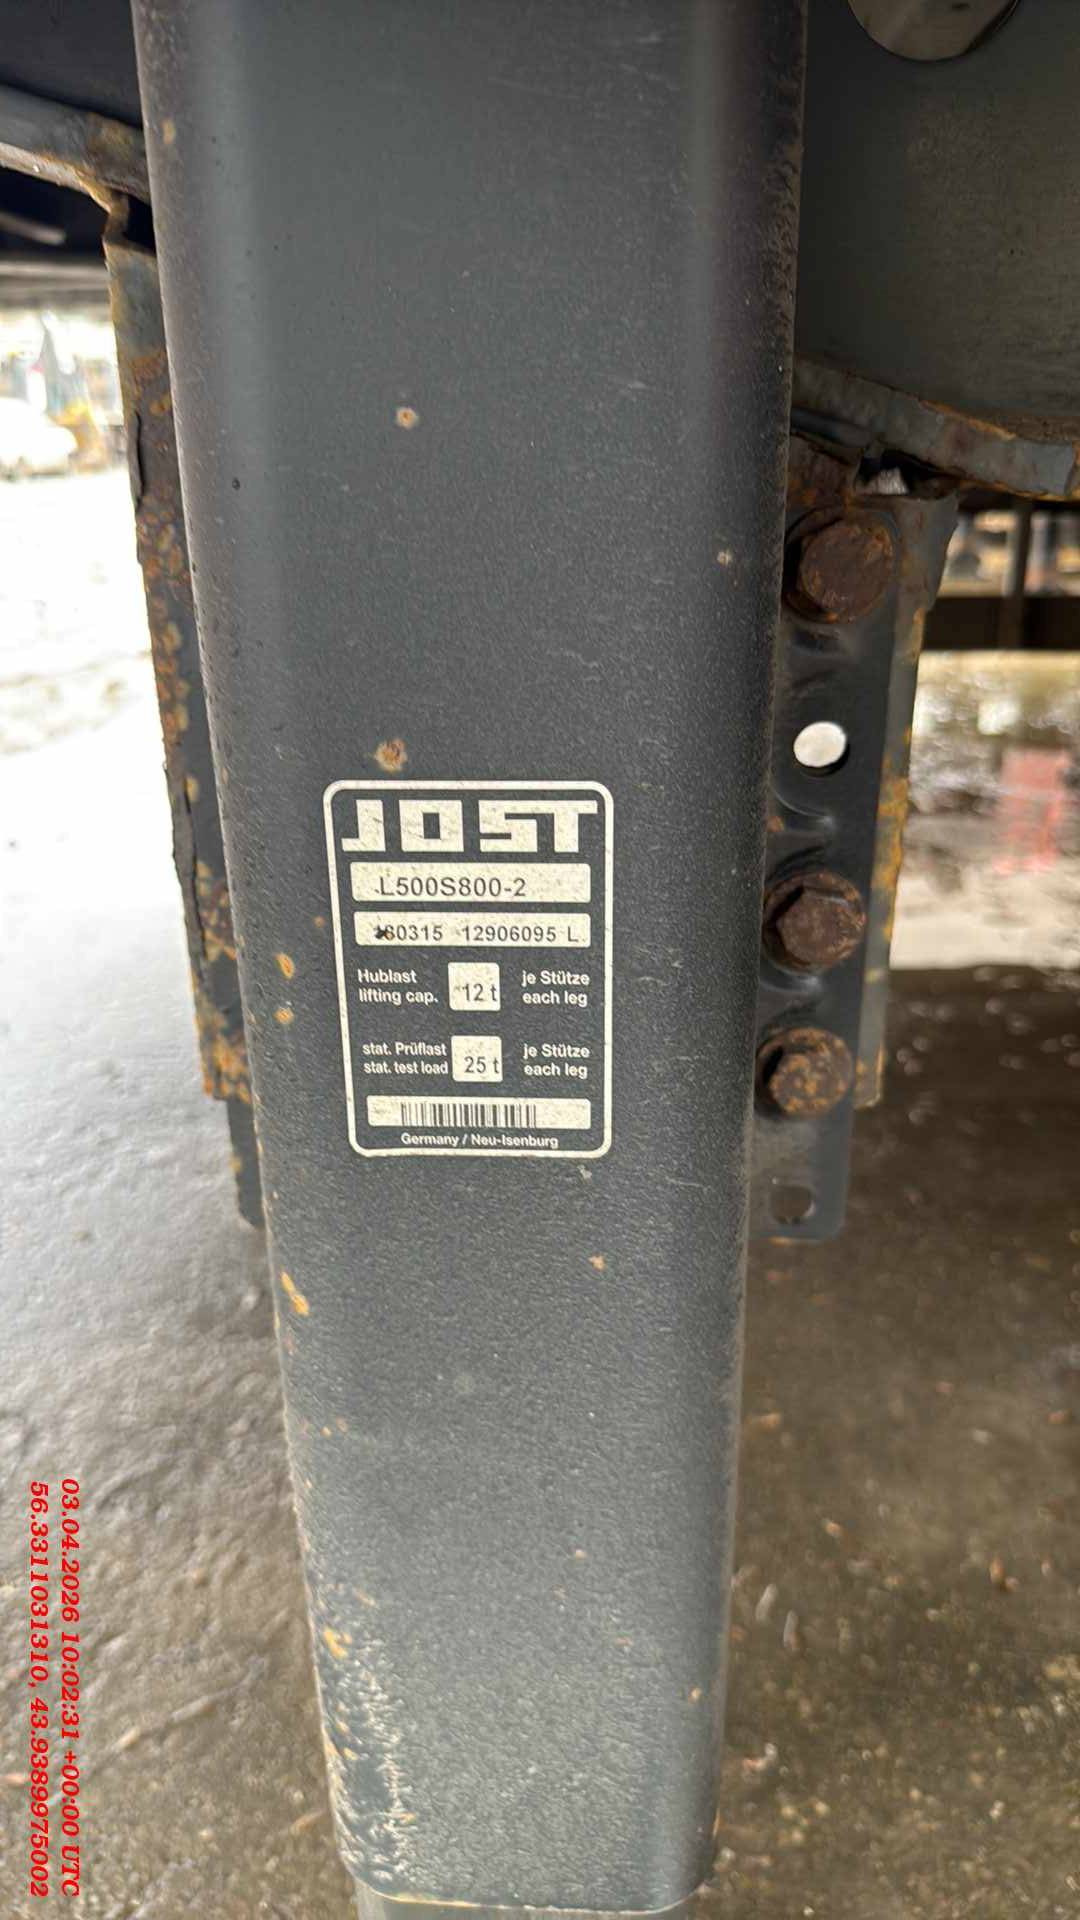 JOST
L500S800-2
12906095 L
Hublast
lifting cap.
12 t
je Stütze
each leg
stat. Prüflast
stat. test load
25 t
je Stütze
each leg
Germany / Neu-Isenburg
03.04.2026 10:02:31 +00:00 UTC
56.3311031310, 43.9389975002